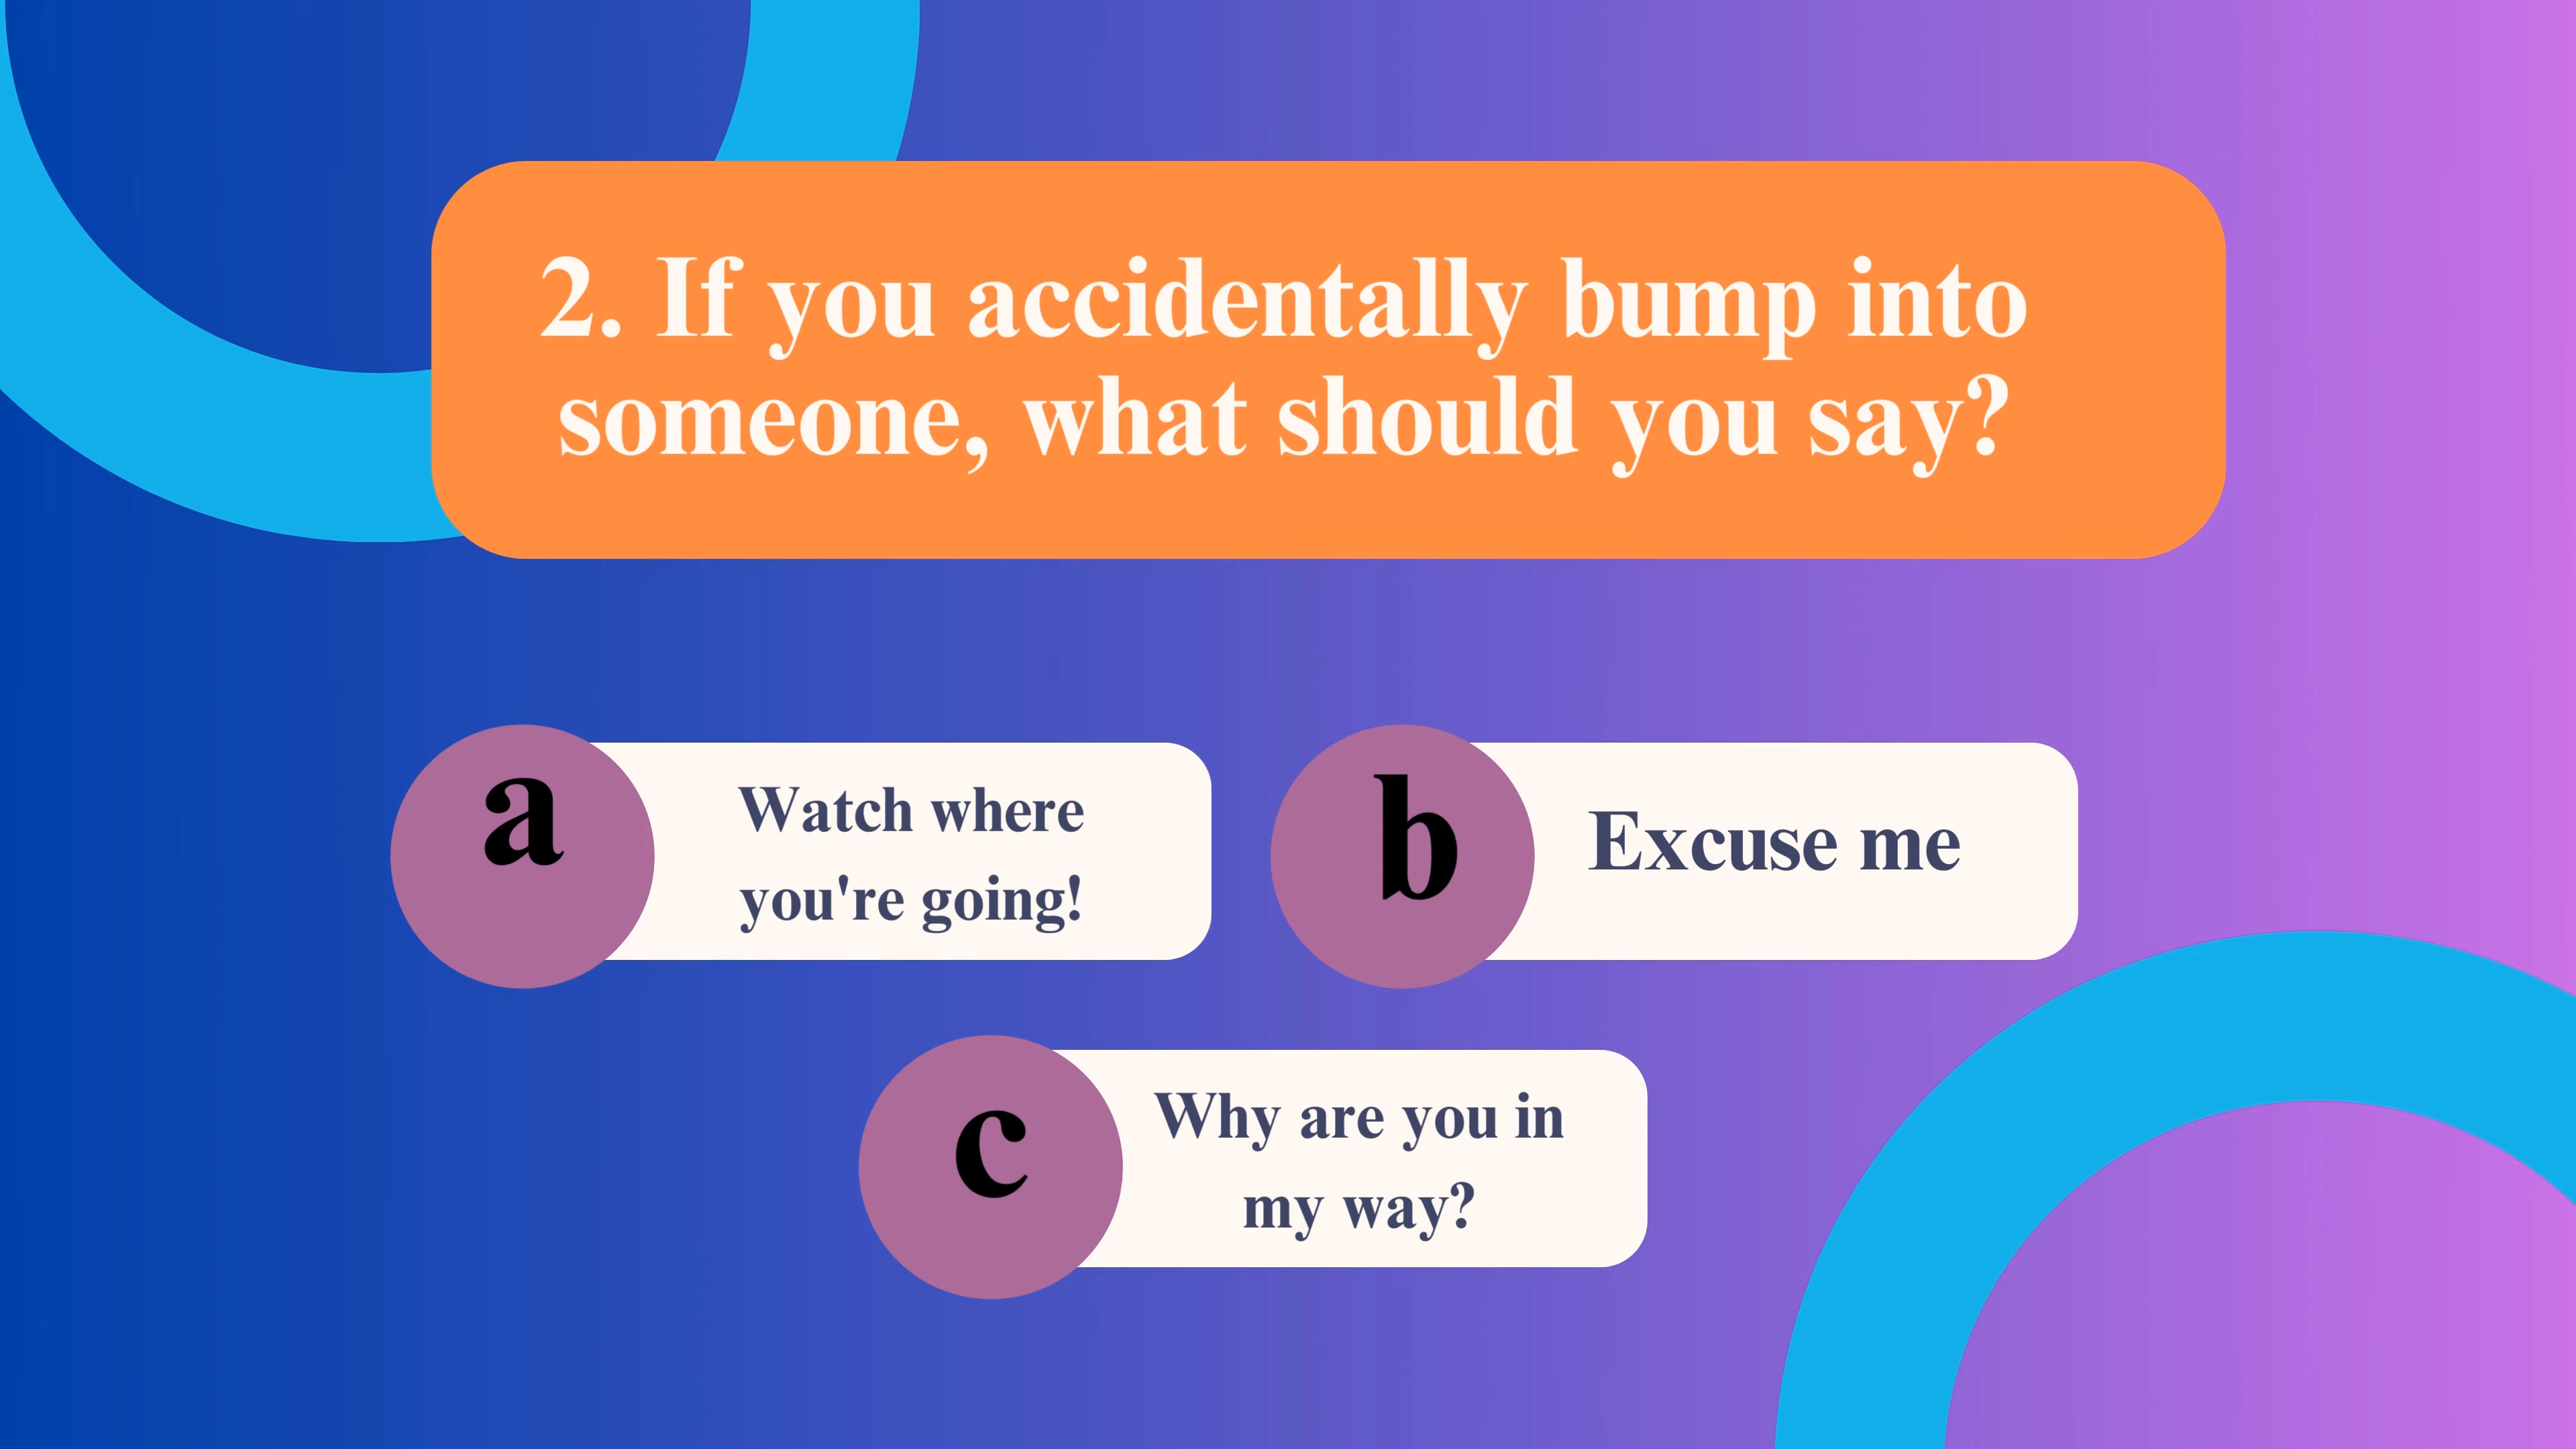 2. If you accidentally bump into
someone, what should you say?
a
Watch where
you're going!
b
Excuse me
c
Why are you in
my way?